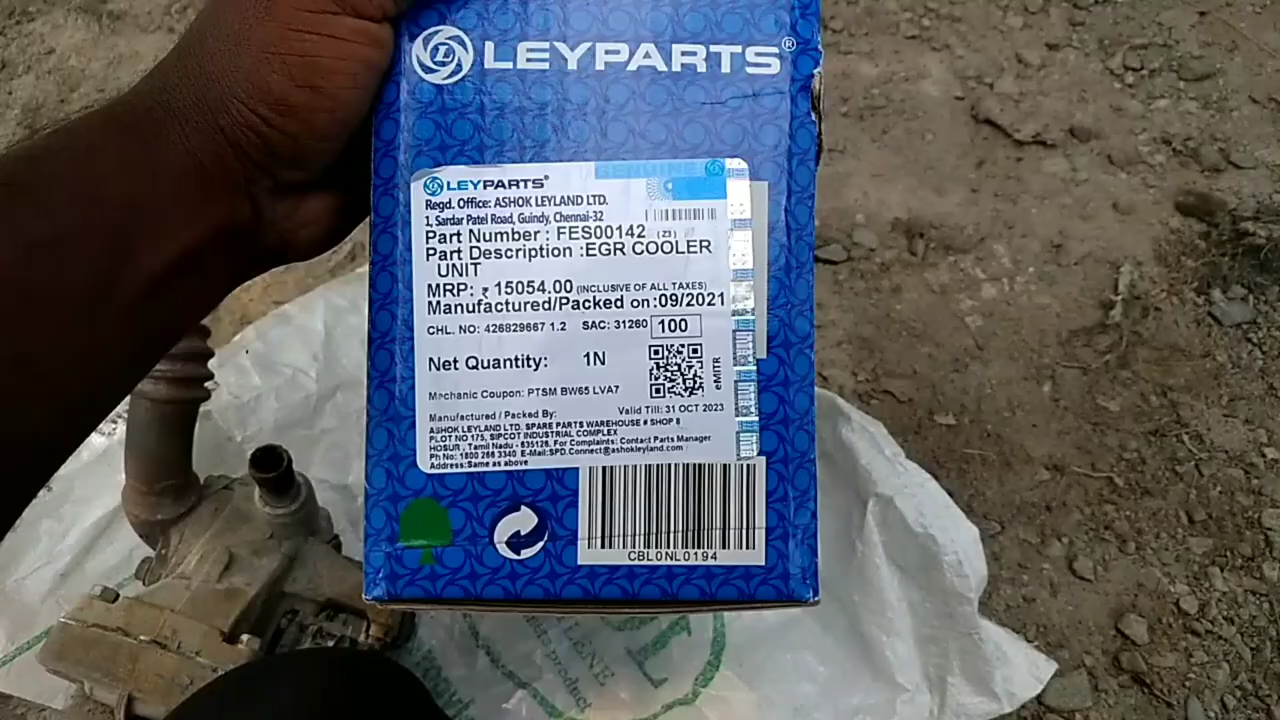 LEYPARTS®
GENUINE
LEYPARTS®
Regd. Office: ASHOK LEYLAND LTD.
1, Sardar Patel Road, Guindy, Chennai-32
Part Number : FES00142 (Z3)
Part Description :EGR COOLER
UNIT
MRP: ₹ 15054.00 (INCLUSIVE OF ALL TAXES)
Manufactured/Packed on:09/2021
CHL. NO: 426829667 1.2 SAC: 31260 100
Net Quantity: 1N
eMITR
Mechanic Coupon: PTSM BW65 LVA7
Valid Till: 31 OCT 2023
Manufactured / Packed By:
ASHOK LEYLAND LTD. SPARE PARTS WAREHOUSE # SHOP 8
PLOT NO 175, SIPCOT INDUSTRIAL COMPLEX
HOSUR, Tamil Nadu - 635126. For Complaints: Contact Parts Manager
Ph No: 1800 266 3340 E-Mail:SPD.Connect@ashokleyland.com
Address:Same as above
CBL0NL0194